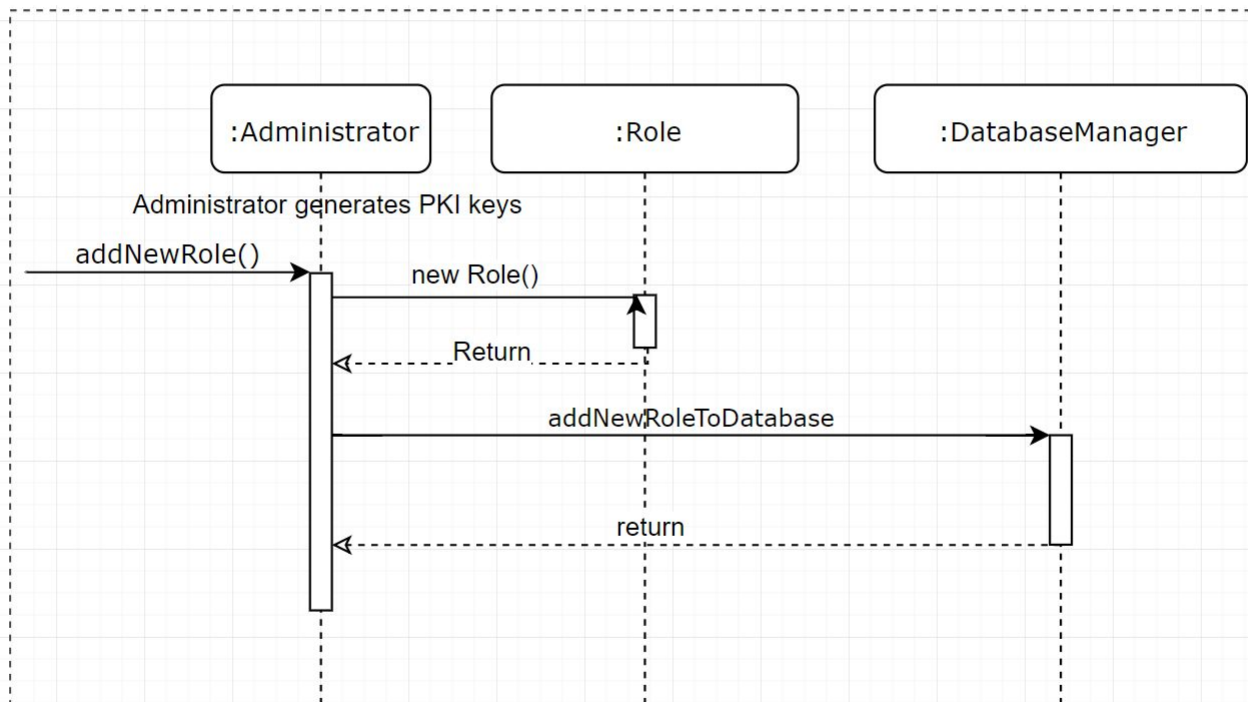 :Administrator
:Role
:DatabaseManager
Administrator generates PKI keys
addNewRole()
new Role()
Return
addNewRoleToDatabase
return